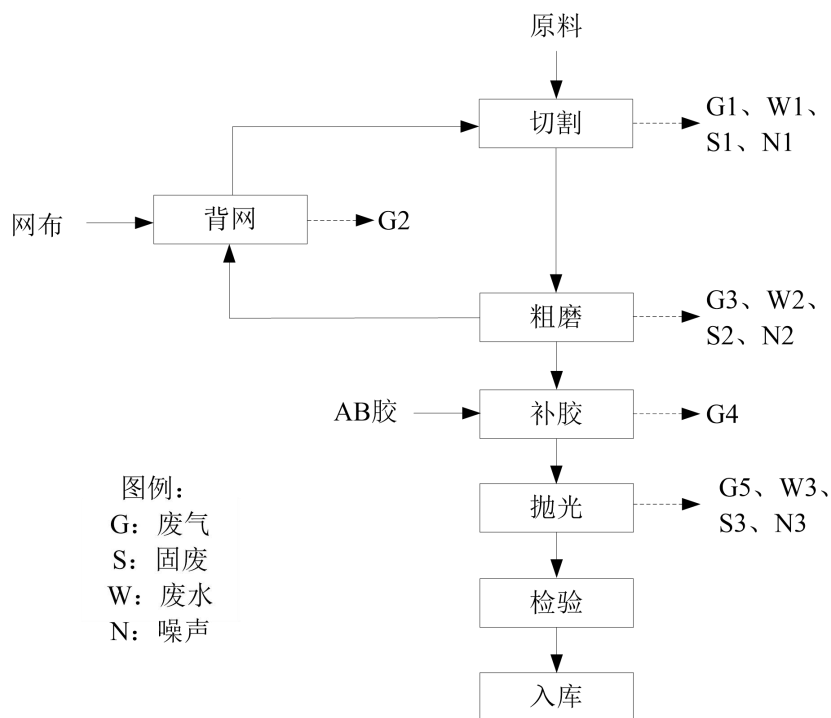 原料
切割
G1、W1、
S1、N1
网布
背网
G2
粗磨
G3、W2、
S2、N2
AB胶
补胶
G4
抛光
G5、W3、
S3、N3
检验
入库
图例：
G：废气
S：固废
W：废水
N：噪声